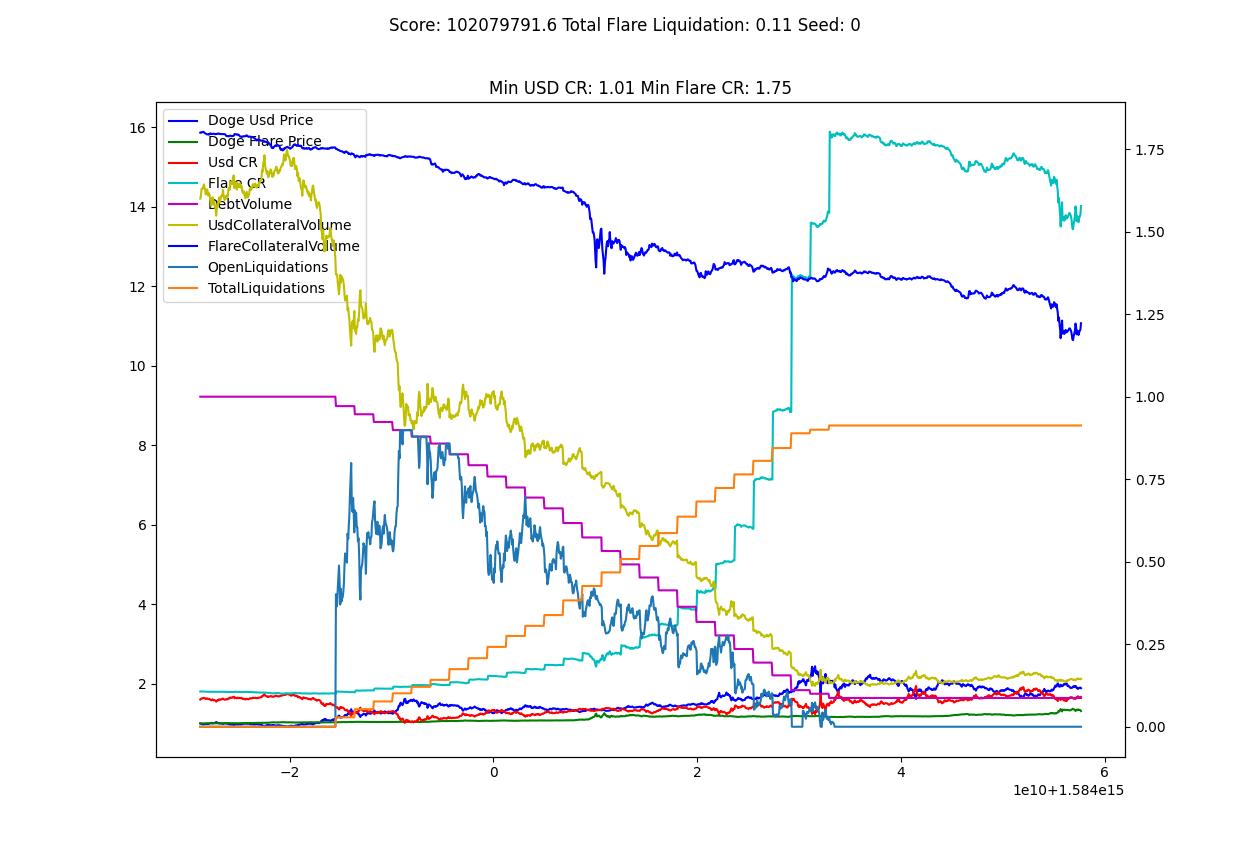 Score: 102079791.6 Total Flare Liquidation: 0.11 Seed: 0
Min USD CR: 1.01 Min Flare CR: 1.75
Doge Usd Price
Doge Flare Price
Usd CR
Flare CR
DebtVolume
UsdCollateralVolume
FlareCollateralVolume
OpenLiquidations
TotalLiquidations
16
14
12
10
8
6
4
2
1.75
1.50
1.25
1.00
0.75
0.50
0.25
0.00
−2 0 2 4 6
1e10+1.584e15